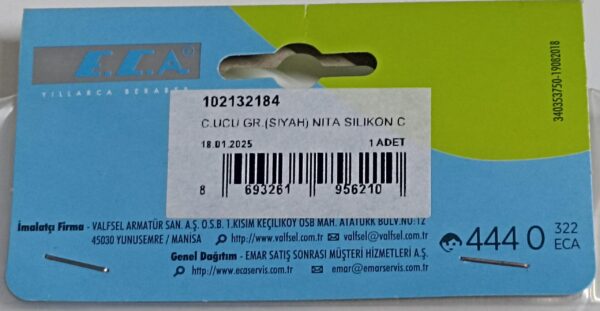 E.C.A.®
YILLARCA BERABER
340353750-19082018
102132184
C.UCU GR.(SIYAH) NITA SILIKON C
18.01.2025 1 ADET
8 693261 956210
İmalatçı Firma - VALFSEL ARMATÜR SAN. A.Ş. O.S.B. 1.KISIM KEÇİLİKÖY OSB MAH. ATATÜRK BULV.NO:12
45030 YUNUSEMRE / MANİSA http://www.valfsel.com.tr valfsel@valfsel.com.tr
Genel Dağıtım - EMAR SATIŞ SONRASI MÜŞTERİ HİZMETLERİ A.Ş.
http://www.ecaservis.com.tr emar@emarservis.com.tr
444 0 322
ECA